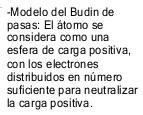 -Modelo del Budin de
pasas: El átomo se
considera como una
esfera de carga positiva,
con los electrones
distribuidos en número
suficiente para neutralizar
la carga positiva.